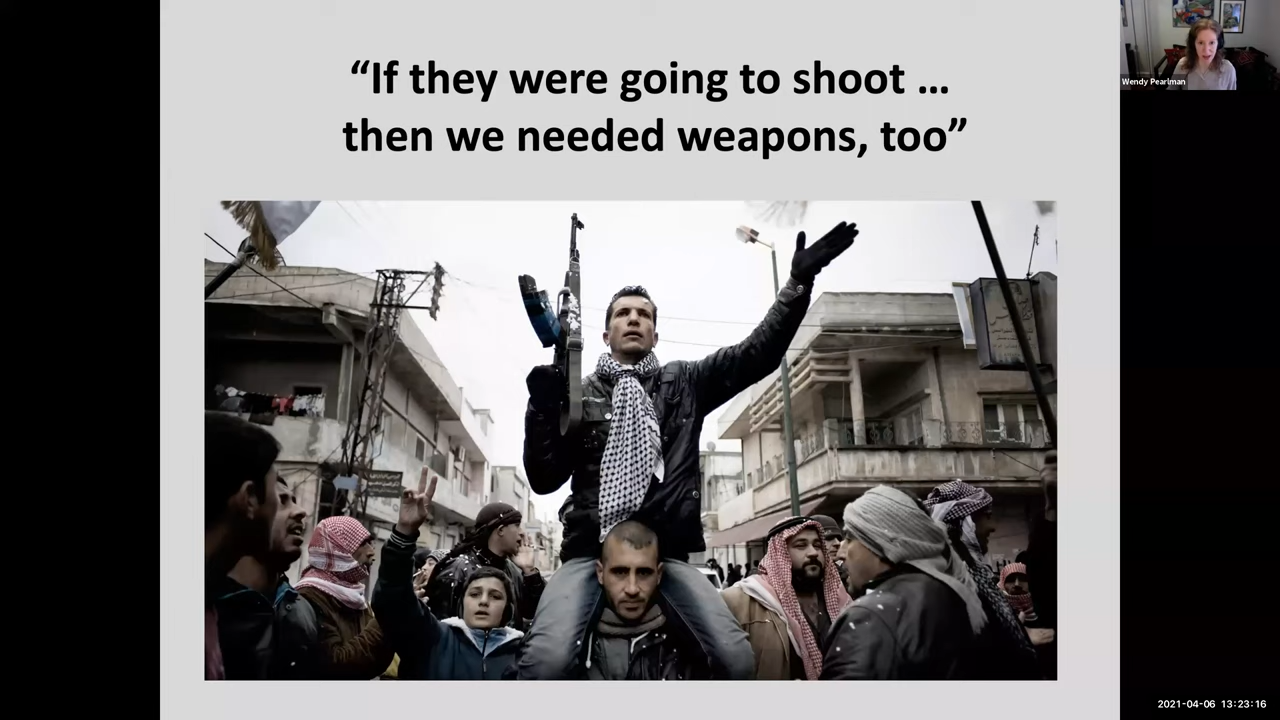 “If they were going to shoot ...
then we needed weapons, too”
Wendy Pearlman
2021-04-06 13:23:16